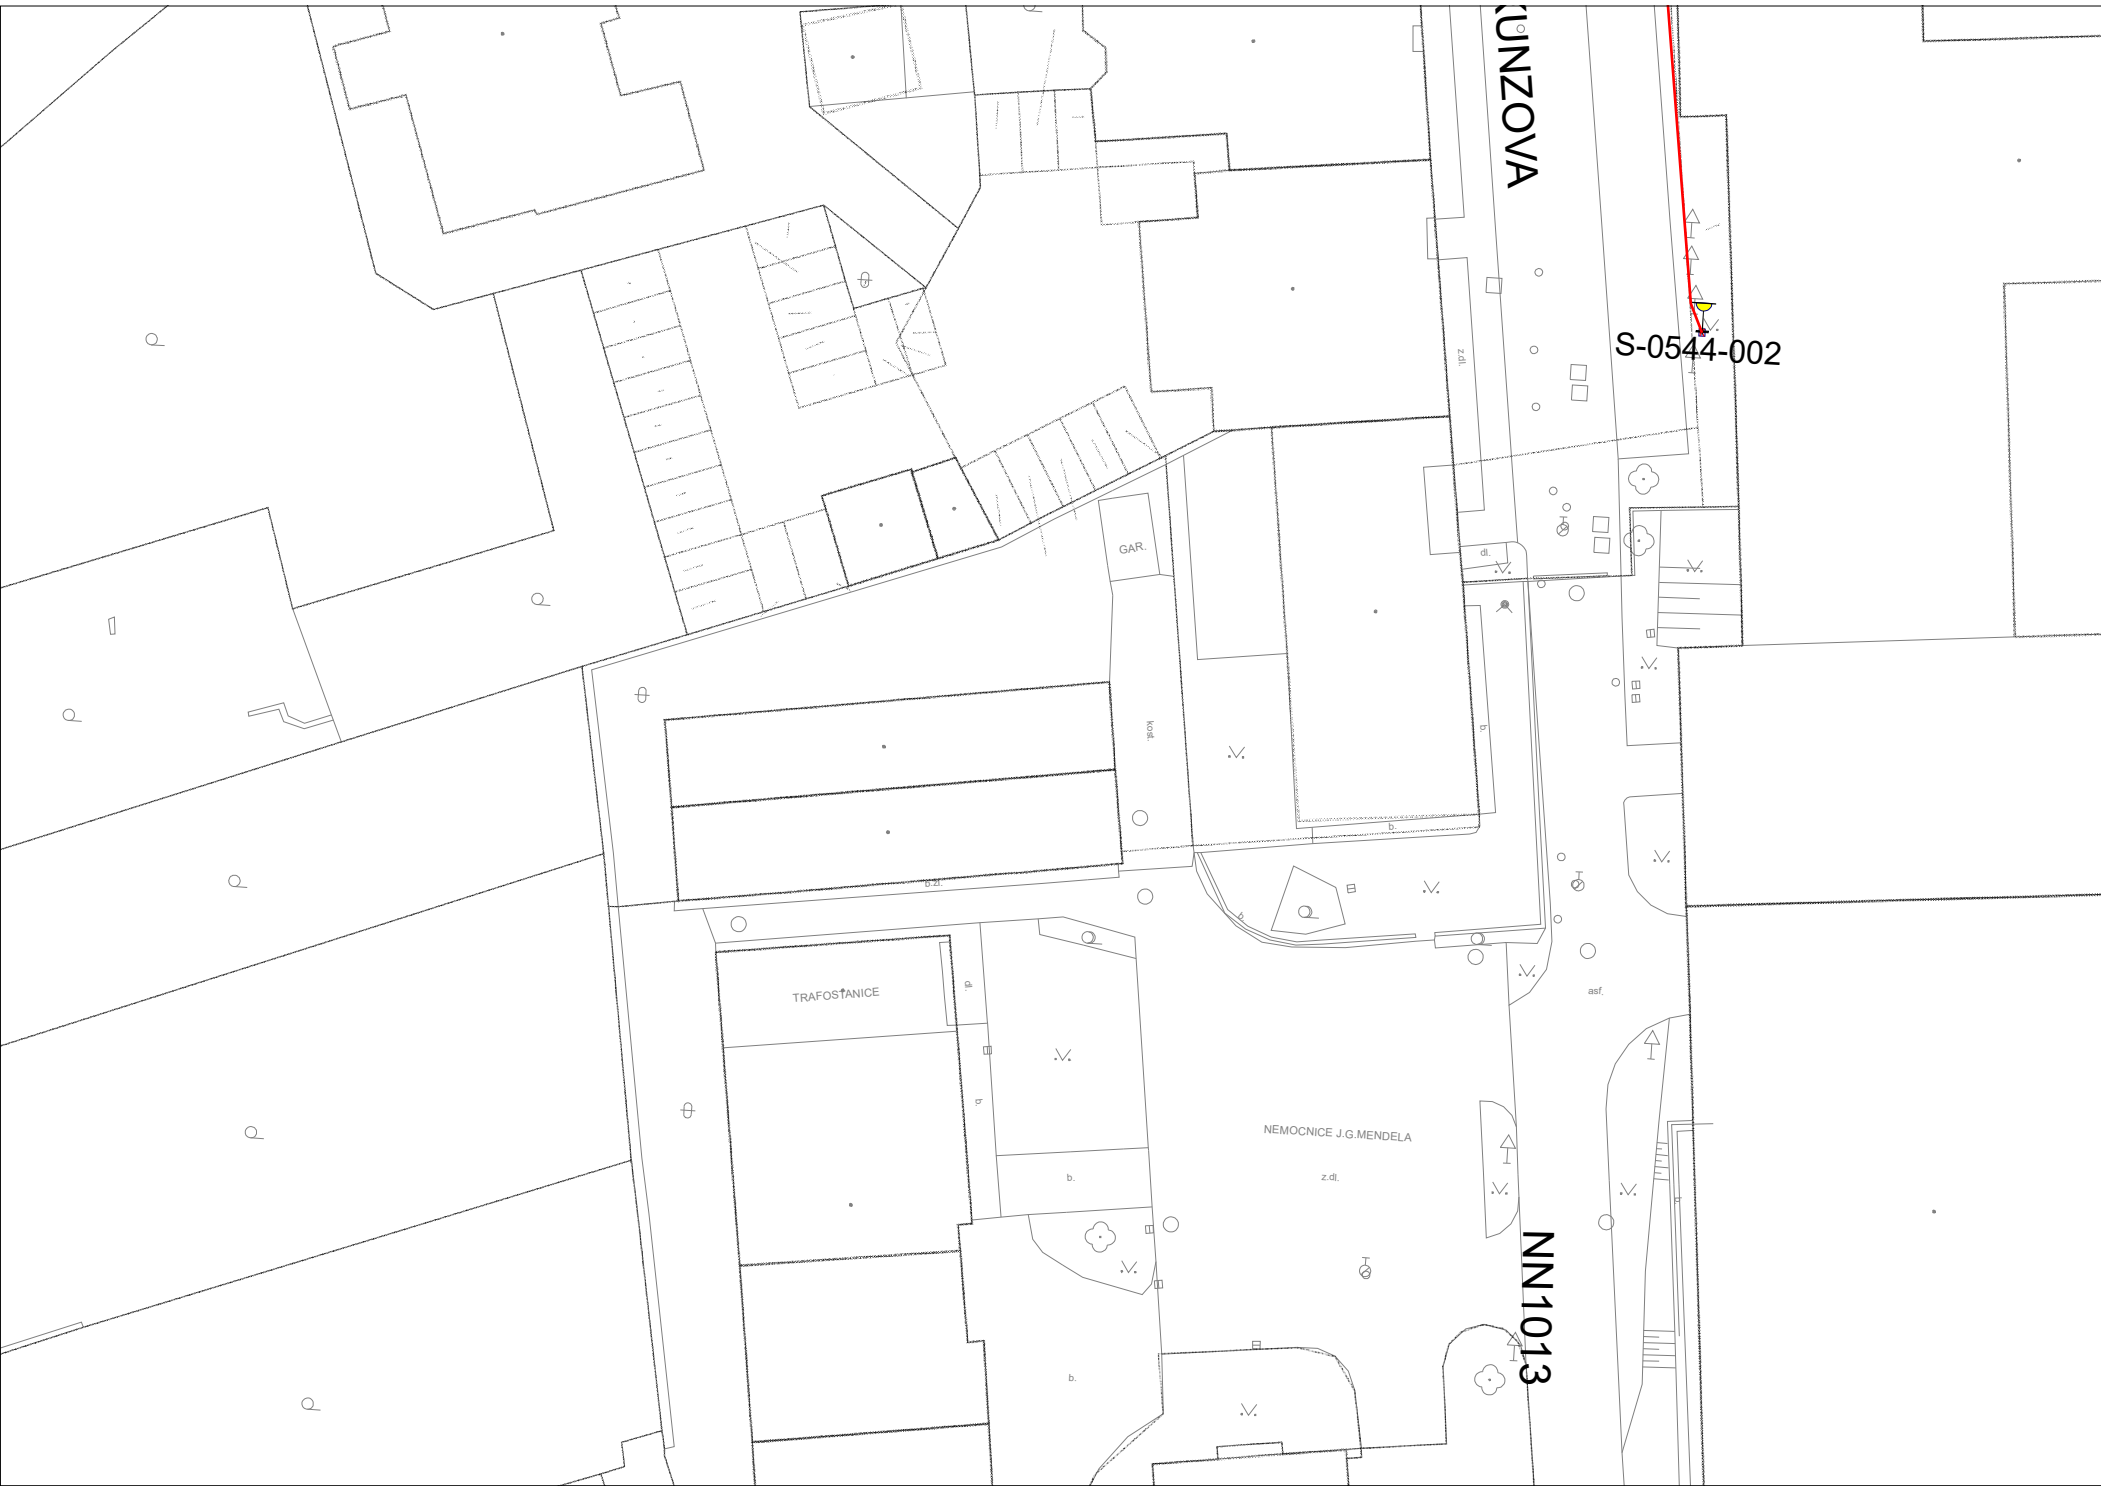 KUNZOVA
S-0544-002
z.dl.
GAR.
dl.
kost.
b.
b.
b.zl.
TRAFOSTANICE
dl.
asf.
b.
NEMOCNICE J.G.MENDELA
z.dl.
b.
NN1013
b.